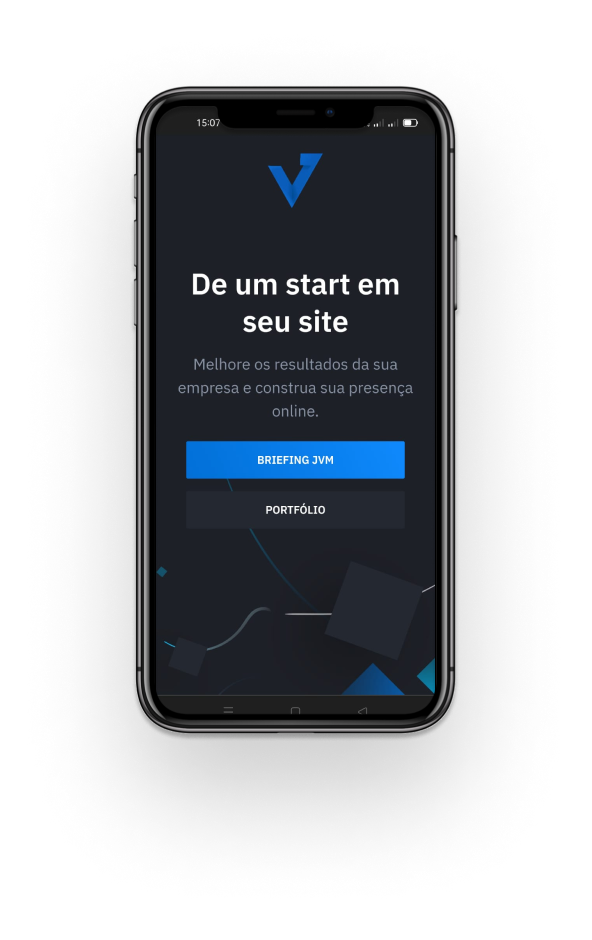 15:07
De um start em
seu site
Melhore os resultados da sua
empresa e construa sua presença
online.
BRIEFING JVM
PORTFÓLIO